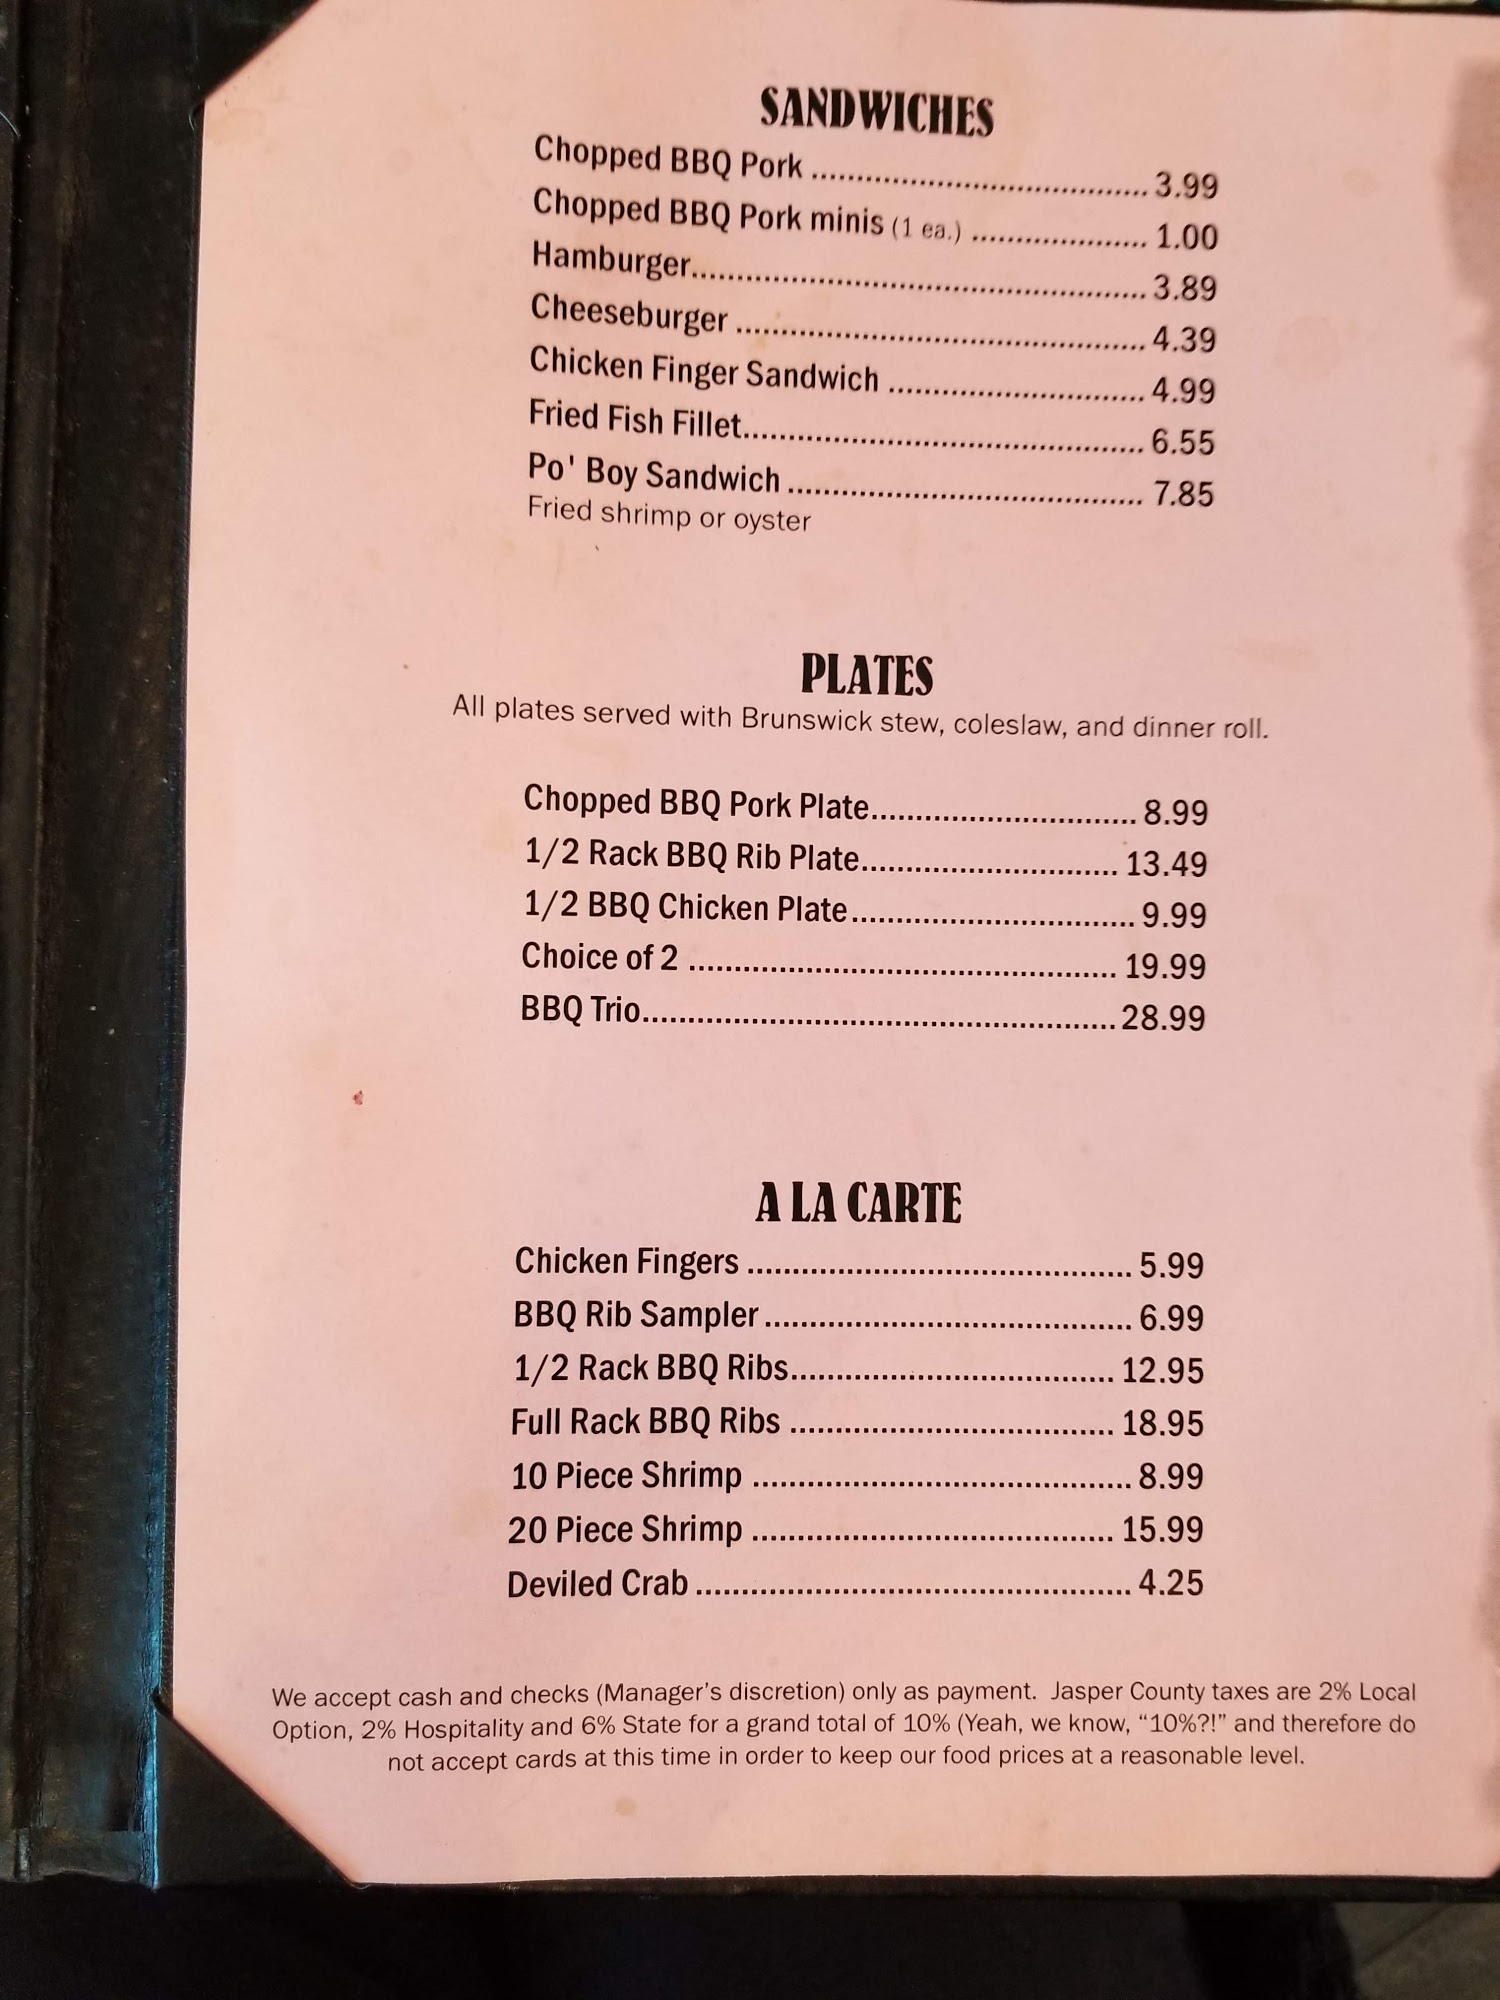 SANDWICHES
Chopped BBQ Pork ........................................ 3.99
Chopped BBQ Pork minis (1 ea.) .................... 1.00
Hamburger..................................................... 3.89
Cheeseburger ................................................ 4.39
Chicken Finger Sandwich .............................. 4.99
Fried Fish Fillet............................................... 6.55
Po' Boy Sandwich .......................................... 7.85
Fried shrimp or oyster
PLATES
All plates served with Brunswick stew, coleslaw, and dinner roll.
Chopped BBQ Pork Plate.............................. 8.99
1/2 Rack BBQ Rib Plate............................. 13.49
1/2 BBQ Chicken Plate................................ 9.99
Choice of 2 ................................................ 19.99
BBQ Trio.....................................................28.99
A LA CARTE
Chicken Fingers ........................................... 5.99
BBQ Rib Sampler......................................... 6.99
1/2 Rack BBQ Ribs.................................... 12.95
Full Rack BBQ Ribs .................................... 18.95
10 Piece Shrimp .......................................... 8.99
20 Piece Shrimp ........................................ 15.99
Deviled Crab ................................................ 4.25
We accept cash and checks (Manager's discretion) only as payment.  Jasper County taxes are 2% Local
Option, 2% Hospitality and 6% State for a grand total of 10% (Yeah, we know, “10%?!” and therefore do
not accept cards at this time in order to keep our food prices at a reasonable level.